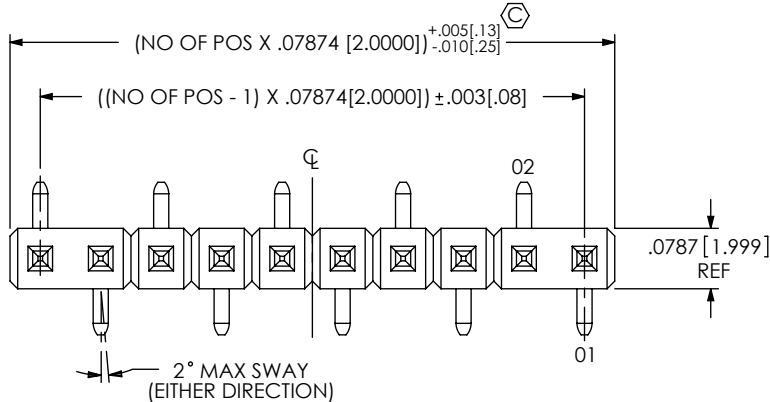 (NO OF POS X .07874 [2.0000]) +.005[.13] -.010[.25] C
((NO OF POS - 1) X .07874[2.0000]) ±.003[.08]
℄
02
.0787 [1.999]
REF
01
2° MAX SWAY
(EITHER DIRECTION)